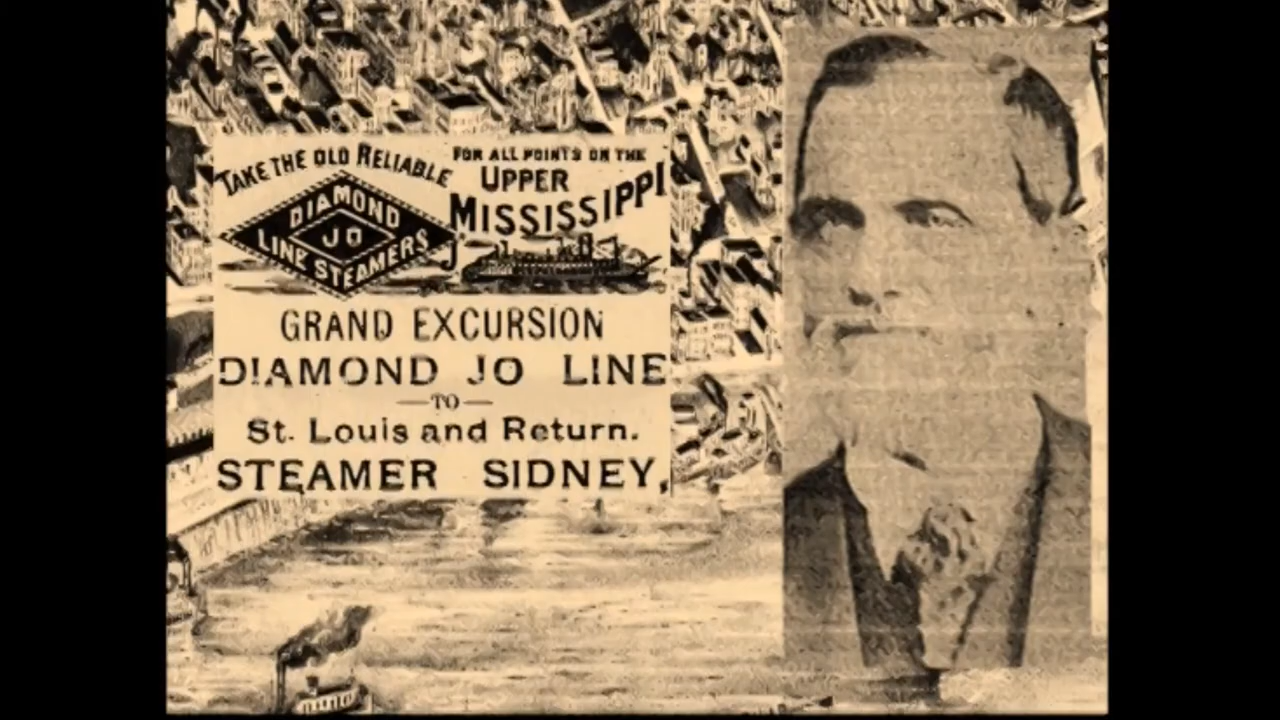 TAKE THE OLD RELIABLE
DIAMOND
JO
LINE STEAMERS
FOR ALL POINTS ON THE
UPPER
MISSISSIPPI
GRAND EXCURSION
DIAMOND JO LINE
—TO—
St. Louis and Return.
STEAMER SIDNEY,